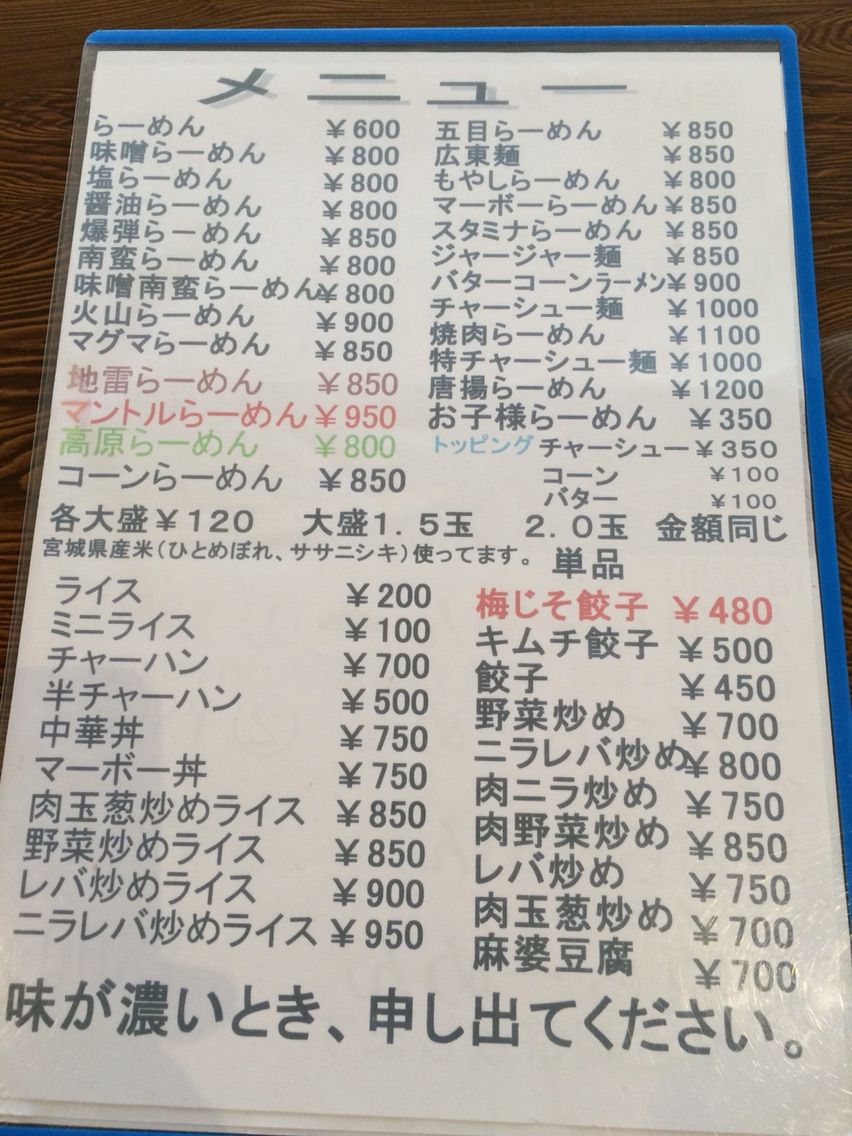 メニュー
らーめん ￥600
味噌らーめん ￥800
塩らーめん ￥800
醤油らーめん ￥800
爆弾らーめん ￥850
南蛮らーめん ￥800
味噌南蛮らーめん ￥800
火山らーめん ￥900
マグマらーめん ￥850
地雷らーめん ￥850
マントルらーめん ￥950
高原らーめん ￥800
コーンらーめん ￥850
五目らーめん ￥850
広東麺 ￥850
もやしらーめん ￥800
マーボーらーめん ￥850
スタミナらーめん ￥850
ジャージャー麺 ￥850
バターコーンラーメン ￥900
チャーシュー麺 ￥1000
焼肉らーめん ￥1100
特チャーシュー麺 ￥1000
唐揚らーめん ￥1200
お子様らーめん ￥350
トッピング チャーシュー ￥350
コーン ￥100
バター ￥100
各大盛￥120 大盛1．5玉 2．0玉 金額同じ
宮城県産米（ひとめぼれ、ササニシキ）使ってます。
ライス ￥200
ミニライス ￥100
チャーハン ￥700
半チャーハン ￥500
中華丼 ￥750
マーボー丼 ￥750
肉玉葱炒めライス ￥850
野菜炒めライス ￥850
レバ炒めライス ￥900
ニラレバ炒めライス ￥950
単品
梅じそ餃子 ￥480
キムチ餃子 ￥500
餃子 ￥450
野菜炒め ￥700
ニラレバ炒め ￥800
肉ニラ炒め ￥750
肉野菜炒め ￥850
レバ炒め ￥750
肉玉葱炒め ￥700
麻婆豆腐 ￥700
味が濃いとき、申し出てください。